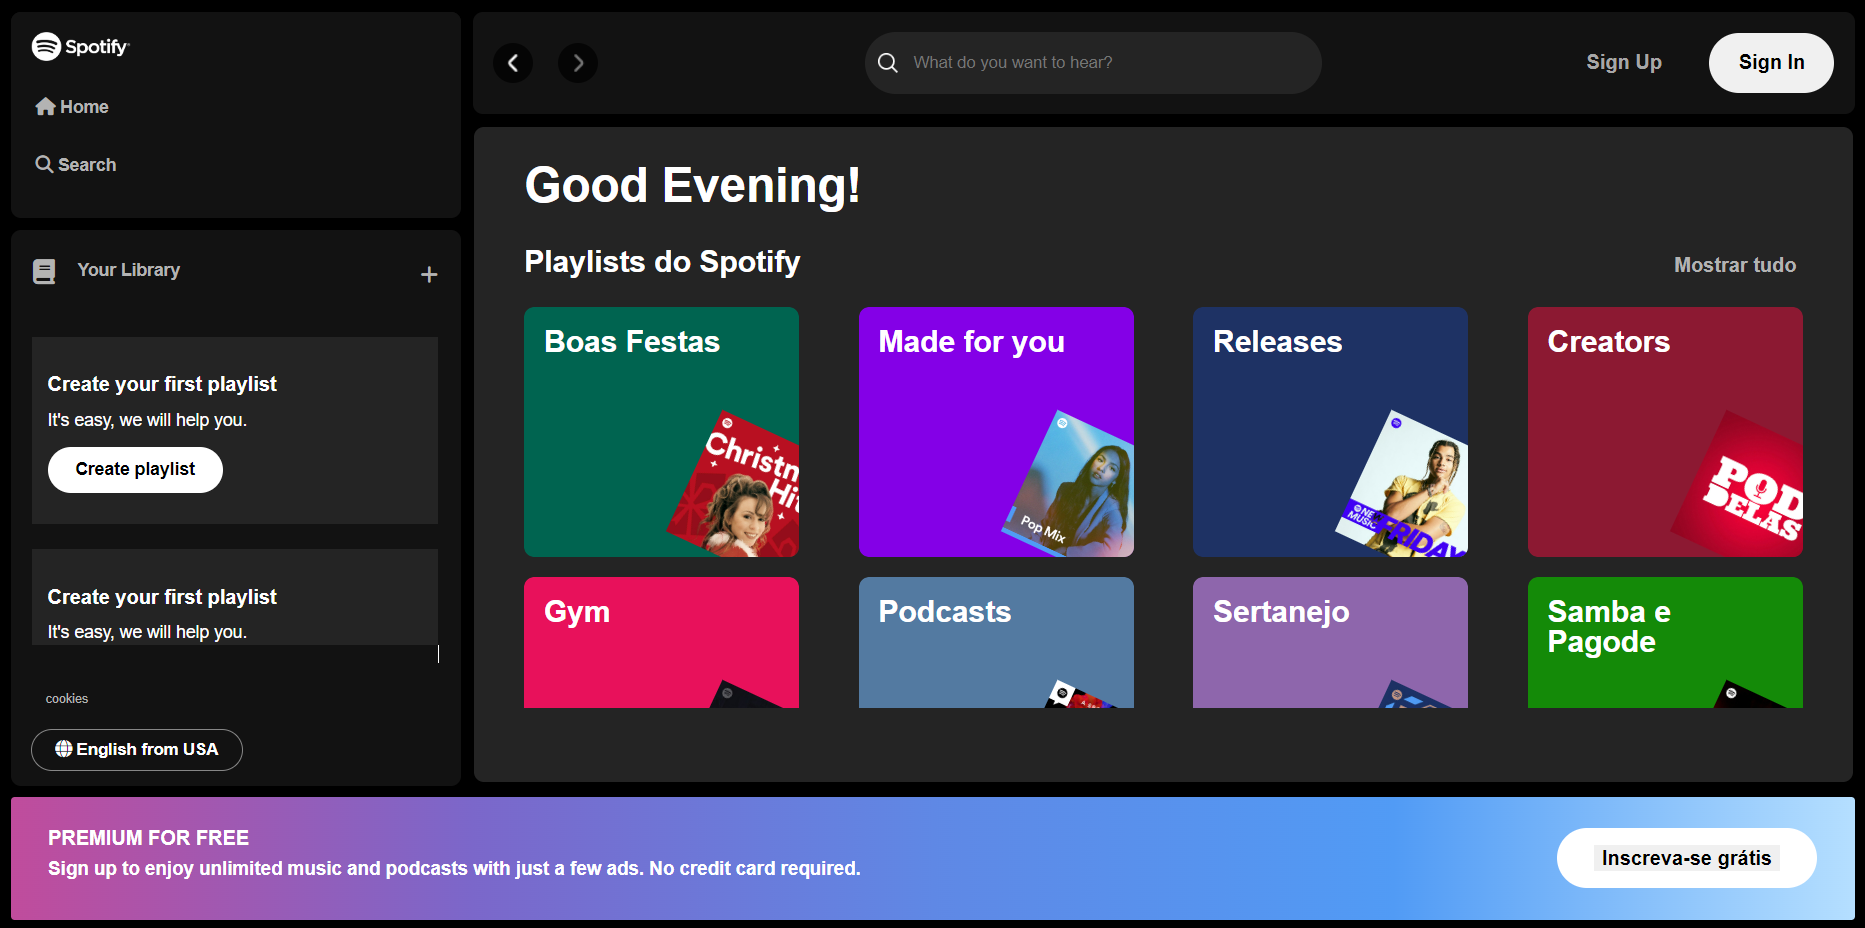 Spotify
Home
Search
Your Library
Create your first playlist
It's easy, we will help you.
Create playlist
Create your first playlist
It's easy, we will help you.
cookies
English from USA
What do you want to hear?
Sign Up
Sign In
Good Evening!
Playlists do Spotify
Mostrar tudo
Boas Festas
Christm
Hit
Made for you
Pop Mix
Releases
NE
MUSIC
FRIDAY
Creators
POD
DELAS
Gym
Podcasts
Sertanejo
Samba e
Pagode
PREMIUM FOR FREE
Sign up to enjoy unlimited music and podcasts with just a few ads. No credit card required.
Inscreva-se grátis